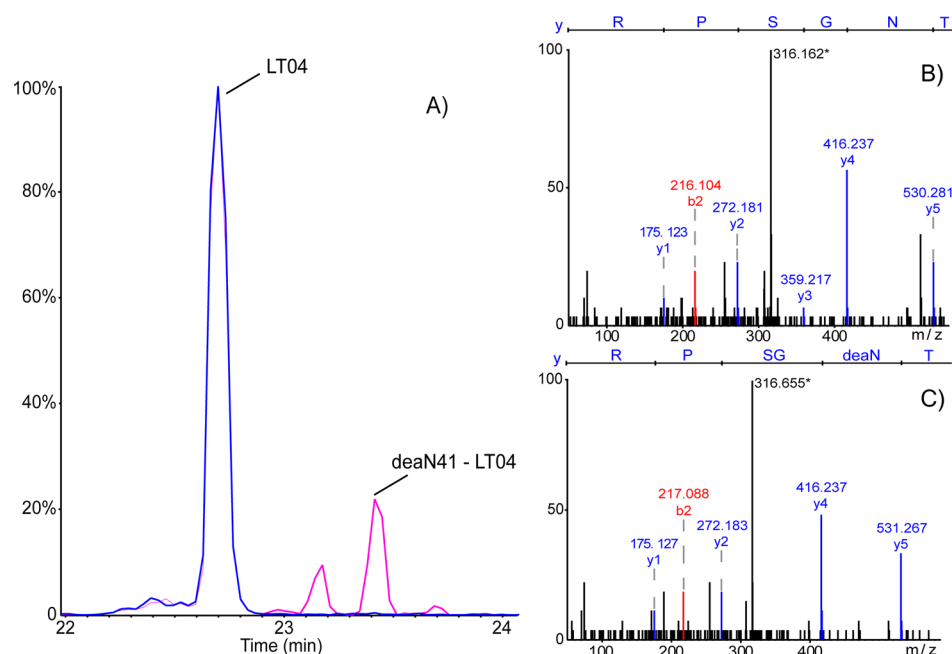 A)
LT04
deaN41 - LT04
100%
80%
60%
40%
20%
0
22
23
24
Time (min)
y R P S G N T
B)
100
50
0
316.162*
416.237
y4
530.281
y5
216.104
b2
272.181
y2
175. 123
y1
359.217
y3
100
200
300
400
m/z
y R P SG deaN T
C)
100
50
0
316.655*
217.088
b2
416.237
y4
531.267
y5
272.183
y2
175. 127
y1
100
200
300
400
m/z